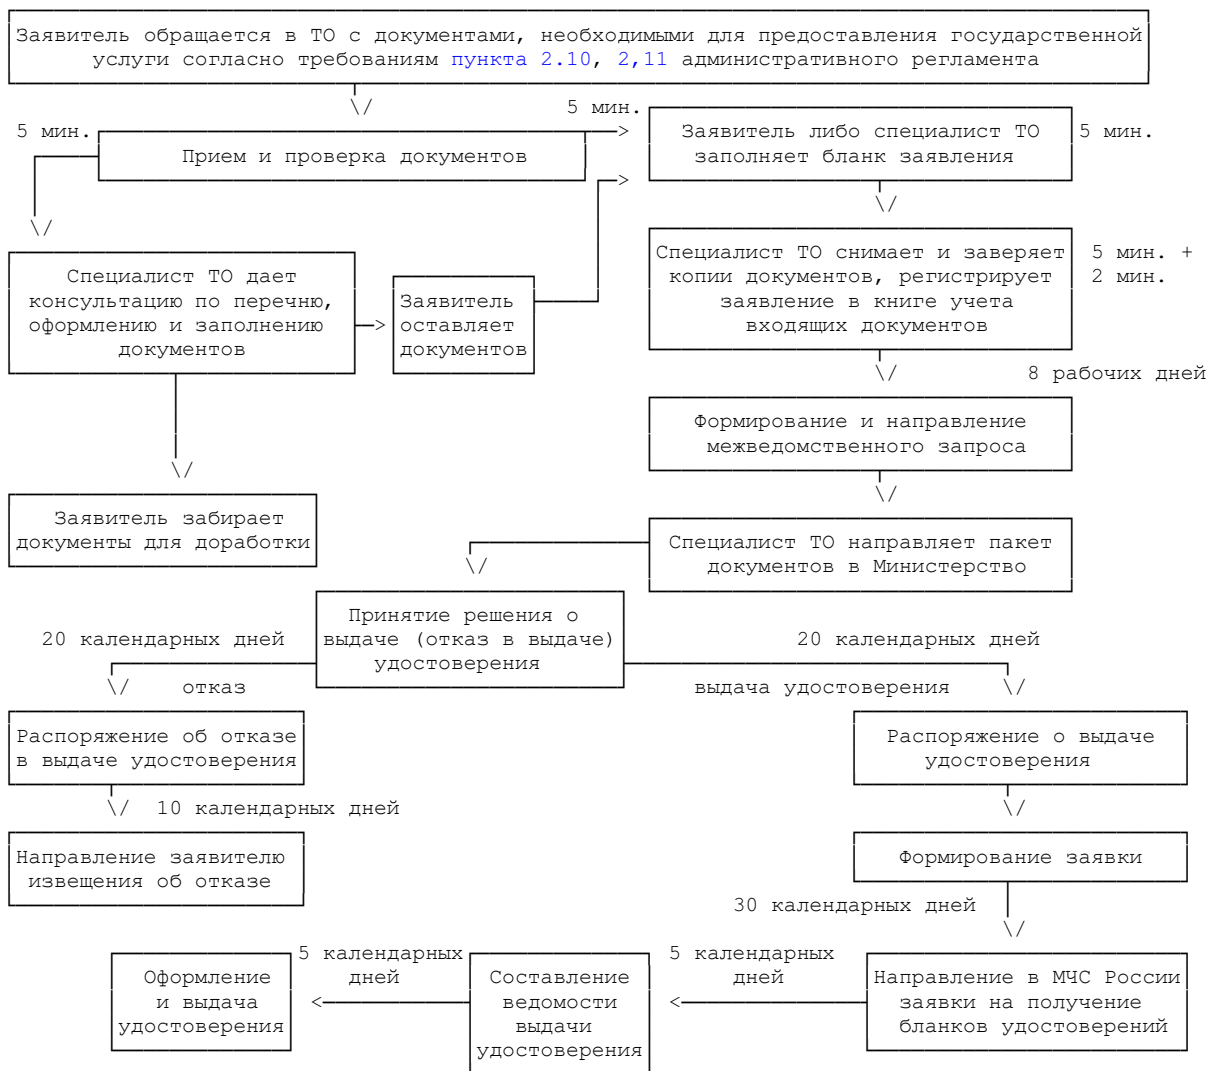 Заявитель обращается в ТО с документами, необходимыми для предоставления государственной
услуги согласно требованиям пункта 2.10, 2,11 административного регламента
5 мин.
5 мин.
Прием и проверка документов
Заявитель либо специалист ТО
заполняет бланк заявления
5 мин.
Специалист ТО дает
консультацию по перечню,
оформлению и заполнению
документов
Заявитель
оставляет
документов
Специалист ТО снимает и заверяет
копии документов, регистрирует
заявление в книге учета
входящих документов
5 мин. +
2 мин.
8 рабочих дней
Формирование и направление
межведомственного запроса
Заявитель забирает
документы для доработки
Специалист ТО направляет пакет
документов в Министерство
Принятие решения о
выдаче (отказ в выдаче)
удостоверения
20 календарных дней
20 календарных дней
отказ
выдача удостоверения
Распоряжение об отказе
в выдаче удостоверения
Распоряжение о выдаче
удостоверения
10 календарных дней
Направление заявителю
извещения об отказе
Формирование заявки
30 календарных дней
Оформление
и выдача
удостоверения
5 календарных
дней
Составление
ведомости
выдачи
удостоверения
5 календарных
дней
Направление в МЧС России
заявки на получение
бланков удостоверений